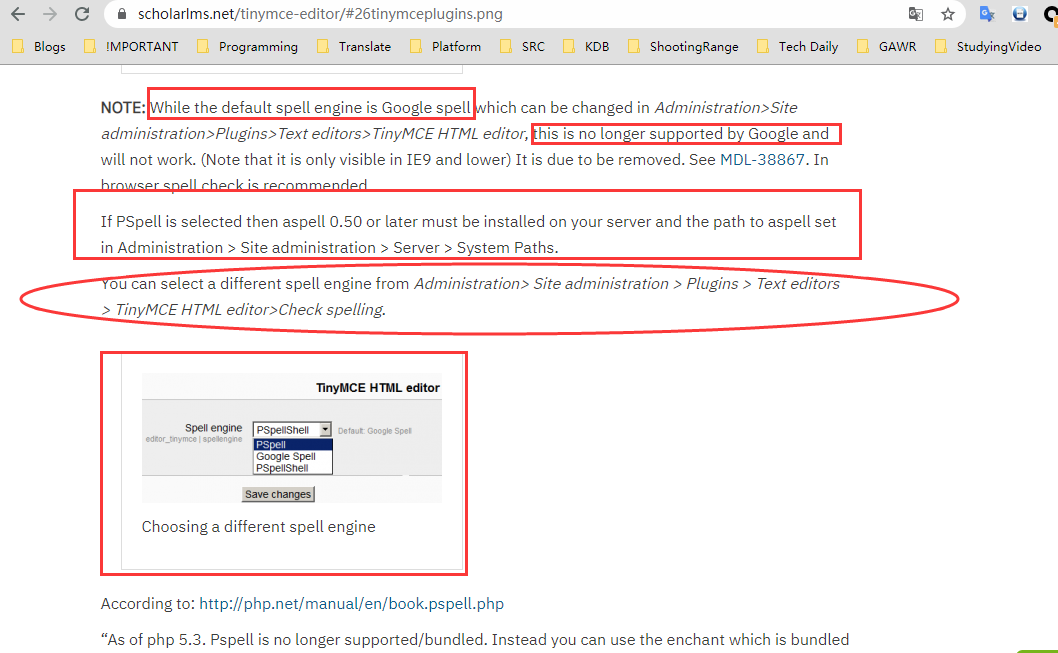 scholarlms.net/tinymce-editor/#26tinymceplugins.png
Blogs !MPORTANT Programming Translate Platform SRC KDB ShootingRange Tech Daily GAWR StudyingVideo
NOTE: While the default spell engine is Google spell which can be changed in Administration>Site
administration>Plugins>Text editors>TinyMCE HTML editor, this is no longer supported by Google and
will not work. (Note that it is only visible in IE9 and lower) It is due to be removed. See MDL-38867. In
browser spell check is recommended
If PSpell is selected then aspell 0.50 or later must be installed on your server and the path to aspell set
in Administration > Site administration > Server > System Paths.
You can select a different spell engine from Administration> Site administration > Plugins > Text editors
> TinyMCE HTML editor>Check spelling.
TinyMCE HTML editor
Spell engine PSpellShell Default: Google Spell
editor_tinymce | spellengine
PSpell
Google Spell
PSpellShell
Save changes
Choosing a different spell engine
According to: http://php.net/manual/en/book.pspell.php
“As of php 5.3. Pspell is no longer supported/bundled. Instead you can use the enchant which is bundled